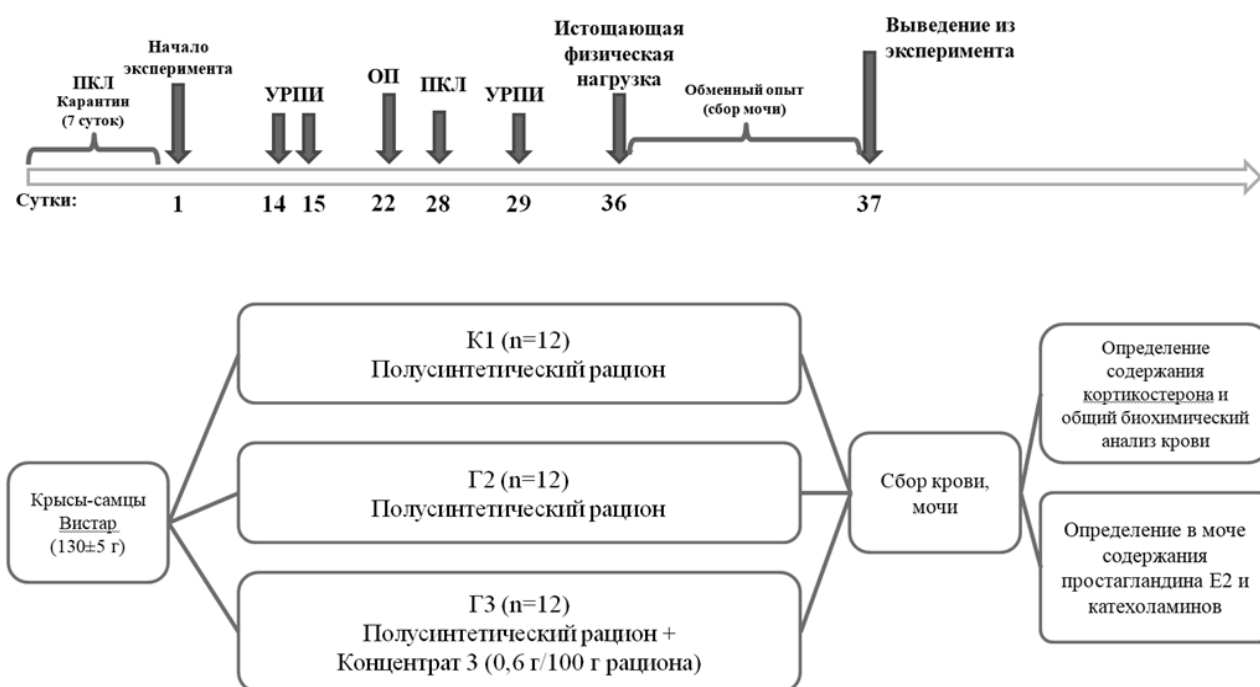 ПКЛ
Карантин
(7 суток)
Начало
эксперимента
УРПИ
ОП
ПКЛ
УРПИ
Истощающая
физическая
нагрузка
Обменный опыт
(сбор мочи)
Выведение из
эксперимента
Сутки:
1
14
15
22
28
29
36
37
Крысы-самцы
Вистар
(130±5 г)
К1 (n=12)
Полусинтетический рацион
Г2 (n=12)
Полусинтетический рацион
Г3 (n=12)
Полусинтетический рацион +
Концентрат 3 (0,6 г/100 г рациона)
Сбор крови,
мочи
Определение
содержания
кортикостерона и
общий биохимический
анализ крови
Определение в моче
содержания
простагландина Е2 и
катехоламинов